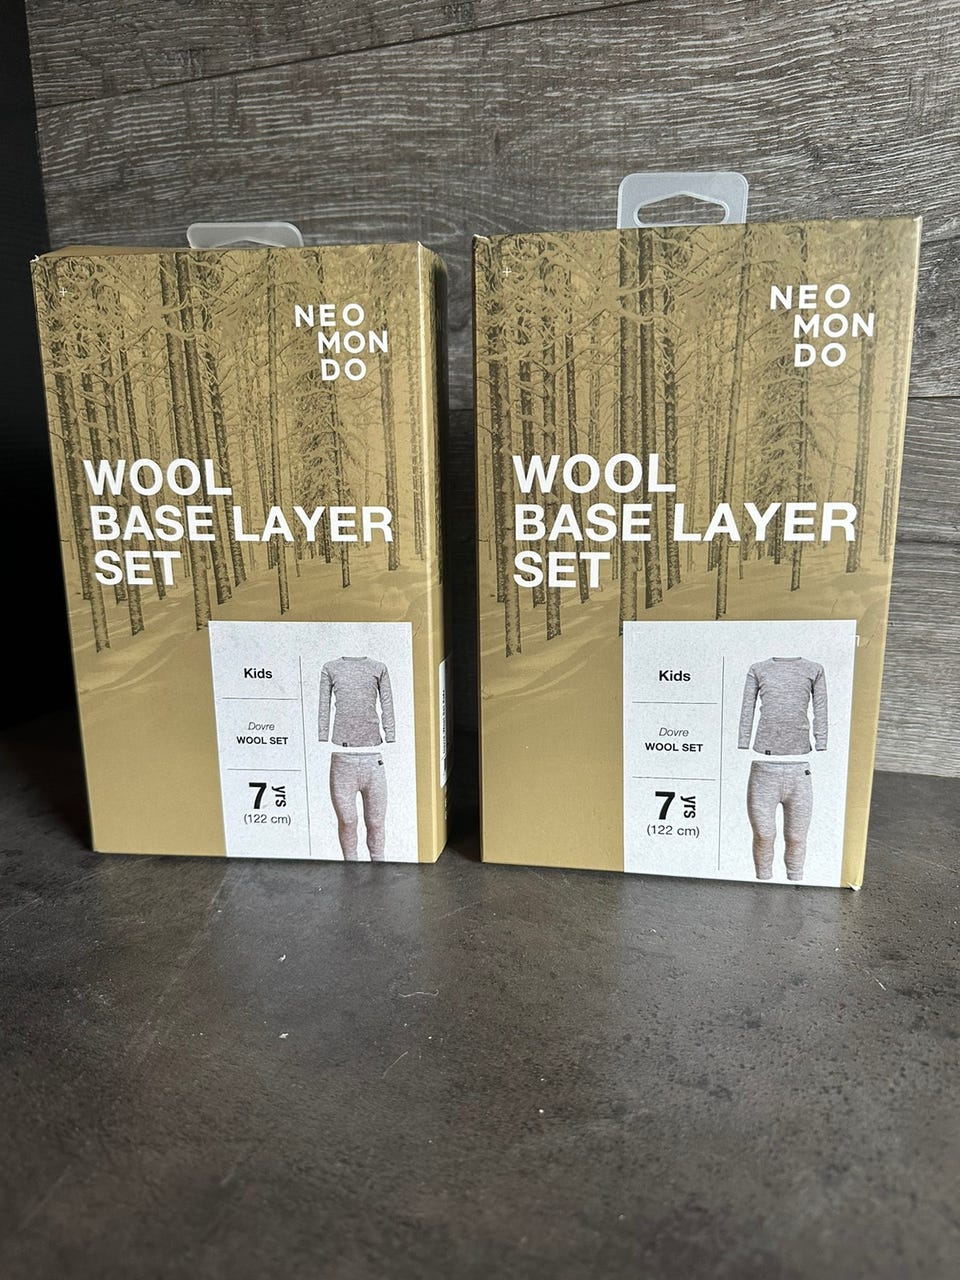 NEO
MON
DO
WOOL
BASE LAYER
SET
Kids
Dovre
WOOL SET
7 yrs
(122 cm)
NEO
MON
DO
WOOL
BASE LAYER
SET
Kids
Dovre
WOOL SET
7 yrs
(122 cm)